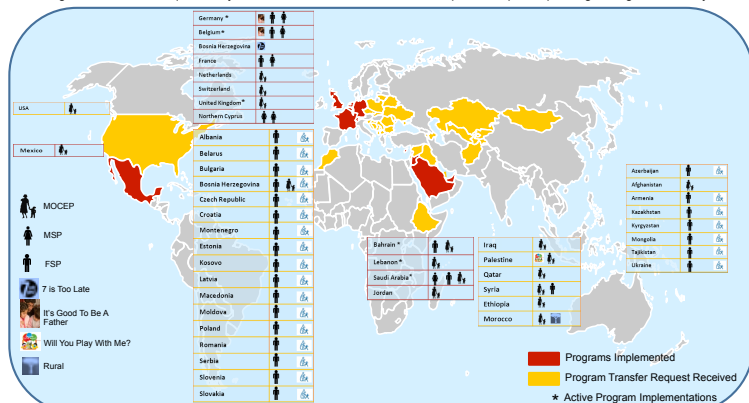 Germany *
Belgium*
Bosnia Herzegovina
France
Netherlands
Switzerland
United Kingdom*
Northern Cyprus
USA
Mexico
Albania
Belarus
Bulgaria
Bosnia Herzegovina
Czech Republic
Croatia
Montenegro
Estonia
Kosovo
Latvia
Macedonia
Moldova
Poland
Romania
Serbia
Slovenia
Slovakia
MOCEP
MSP
FSP
7 is Too Late
It's Good To Be A
Father
Will You Play With Me?
Rural
Bahrain *
Lebanon*
Saudi Arabia*
Jordan
Iraq
Palestine
Qatar
Syria
Ethiopia
Morocco
Azerbaijan
Afghanistan
Armenia
Kazakhstan
Kyrgyzstan
Mongolia
Tajikistan
Ukraine
Programs Implemented
Program Transfer Request Received
* Active Program Implementations